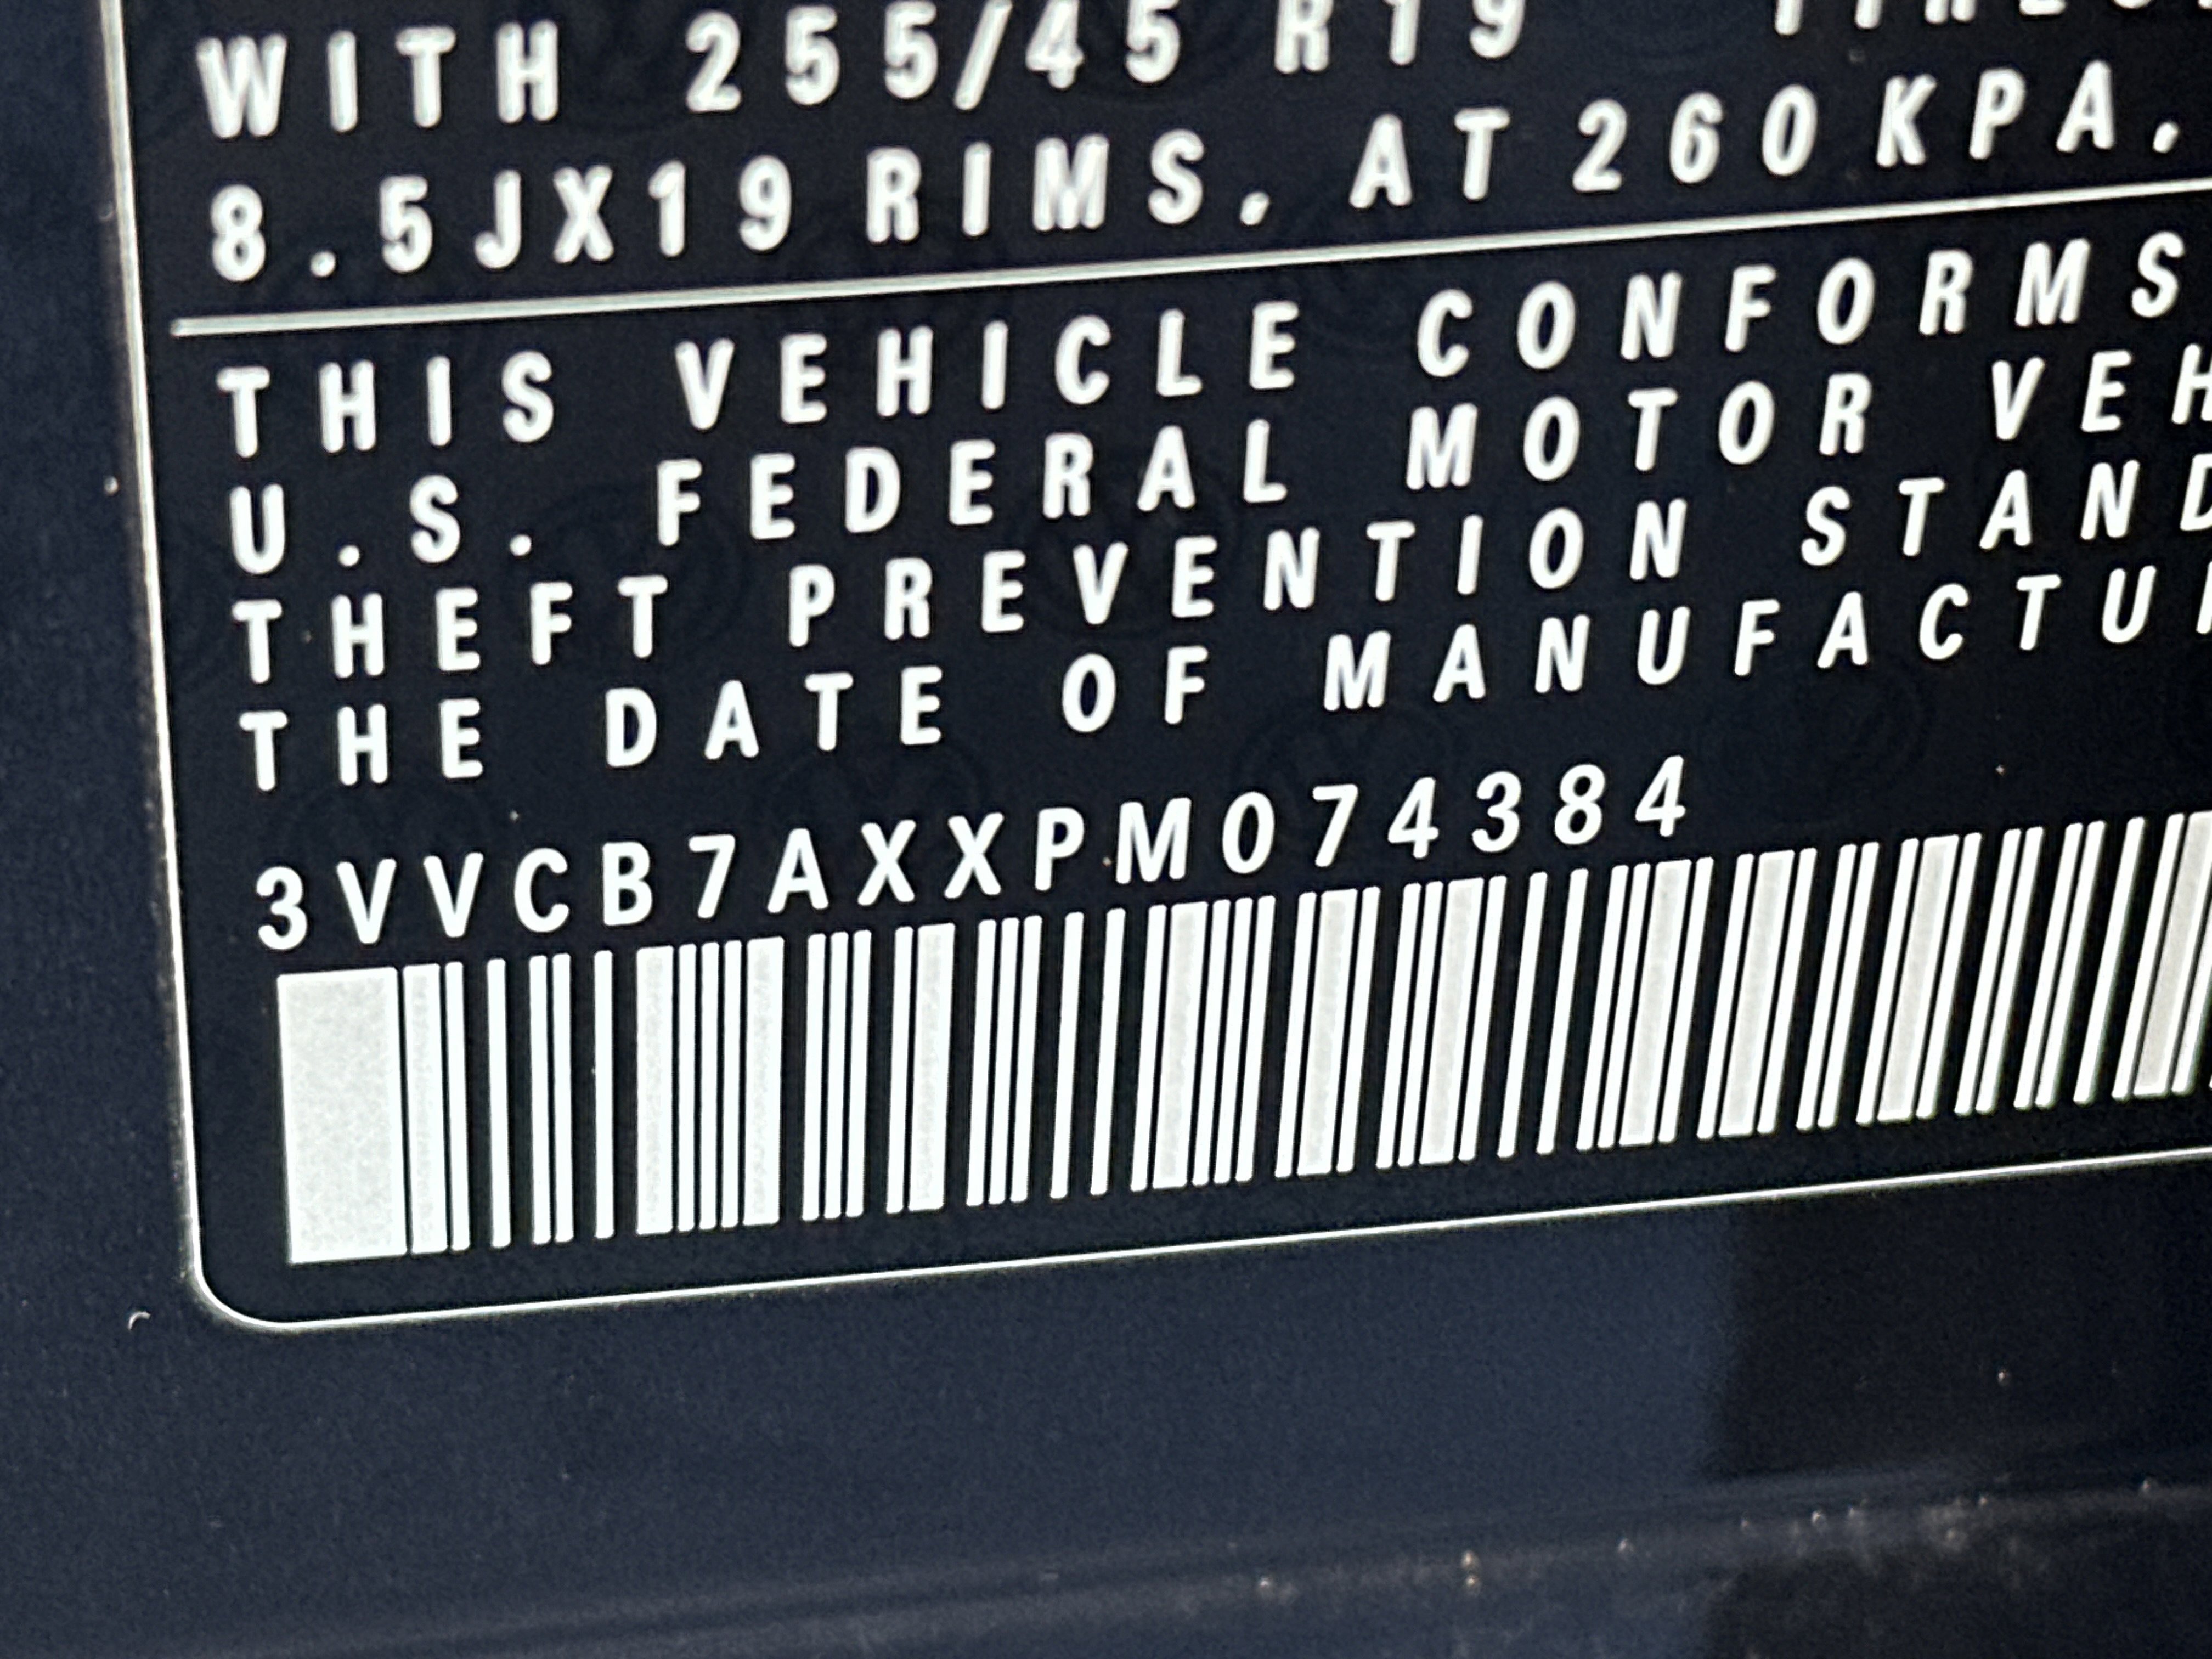 WITH 255/45 R19
8.5JX19 RIMS, AT 260 KPA,
THIS VEHICLE CONFORMS
U.S. FEDERAL MOTOR VEH
THEFT PREVENTION STAND
THE DATE OF MANUFACTU
3VVCB7AXXPM074384